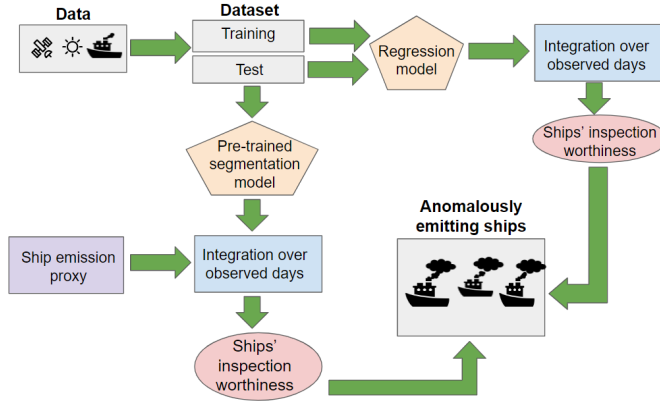 Data
Dataset
Training
Test
Regression
model
Integration over
observed days
Ships' inspection
worthiness
Pre-trained
segmentation
model
Anomalously
emitting ships
Ship emission
proxy
Integration over
observed days
Ships'
inspection
worthiness